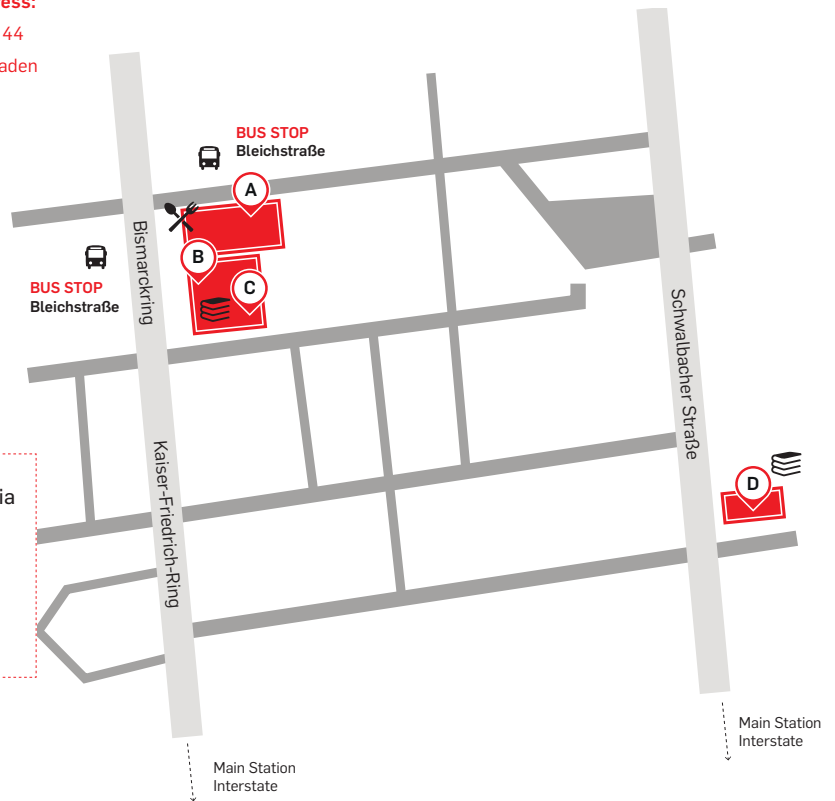 ess:
44
aden
BUS STOP
Bleichstraße
A
B
C
BUS STOP
Bleichstraße
Bismarckring
Schwalbacher Straße
Kaiser-Friedrich-Ring
ia
D
Main Station
Interstate
Main Station
Interstate